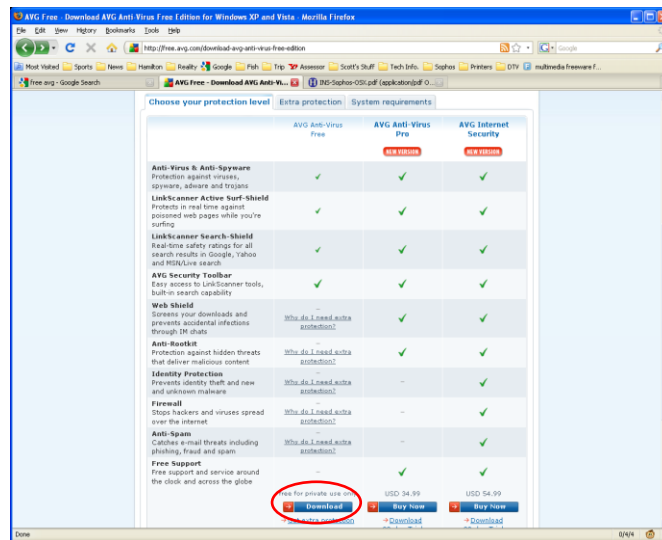 AVG Free - Download AVG Anti-Virus Free Edition for Windows XP and Vista - Mozilla Firefox
File Edit View History Bookmarks Tools Help
http://free.avg.com/download-avg-anti-virus-free-edition
Google
Most Visited Sports News Hamilton Reality Google Fish Trip Assessor Scott's Stuff Tech Info. Sophos Printers DTV multimedia freeware f...
free avg - Google Search
AVG Free - Download AVG Anti-Vi...
INS-Sophos-OSX.pdf (application/pdf O...
Choose your protection level Extra protection System requirements
AVG Anti-Virus Free
AVG Anti-Virus Pro
NEW VERSION
AVG Internet Security
NEW VERSION
Anti-Virus & Anti-Spyware
Protection against viruses,
spyware, adware and trojans
LinkScanner Active Surf-Shield
Protects in real time against
poisoned web pages while you're
surfing
LinkScanner Search-Shield
Real-time safety ratings for all
search results in Google, Yahoo
and MSN/Live search
AVG Security Toolbar
Easy access to LinkScanner tools,
built-in search capability
Web Shield
Screens your downloads and
prevents accidental infections
through IM chats
–
Why do I need extra
protection?
Anti-Rootkit
Protection against hidden threats
that deliver malicious content
–
Why do I need extra
protection?
Identity Protection
Prevents identity theft and new
and unknown malware
–
Why do I need extra
protection?
–
Firewall
Stops hackers and viruses spread
over the internet
–
Why do I need extra
protection?
–
Anti-Spam
Catches e-mail threats including
phishing, fraud and spam
–
Why do I need extra
protection?
–
Free Support
Free support and service around
the clock and across the globe
–
free for private use only USD 34.99 USD 54.99
Download Buy Now Buy Now
Get extra protection Download Download
Done 0/4/4